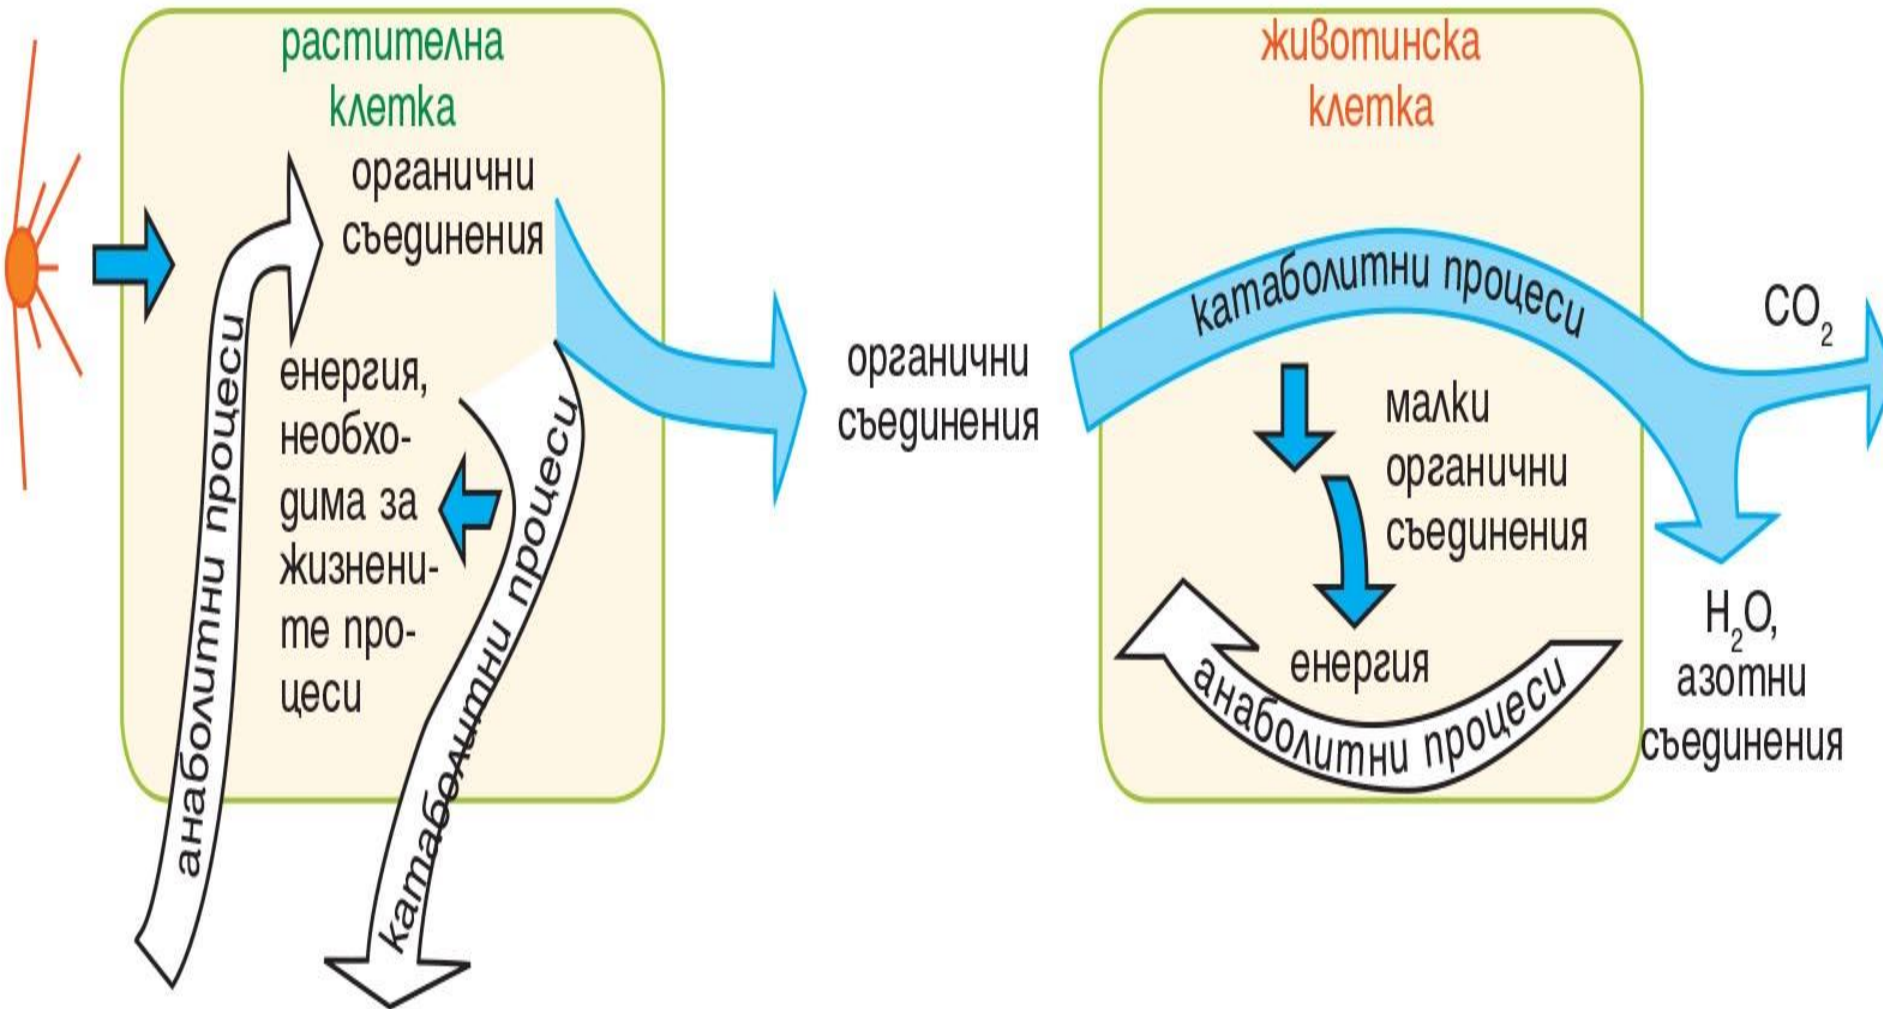 растителна
клетка
органични
съединения
анаболитни процеси
енергия,
необхо-
дима за
жизнени-
те про-
цеси
катаболитни процеси
органични
съединения
животинска
клетка
катаболитни процеси
малки
органични
съединения
енергия
анаболитни процеси
CO₂
H₂O,
азотни
съединения